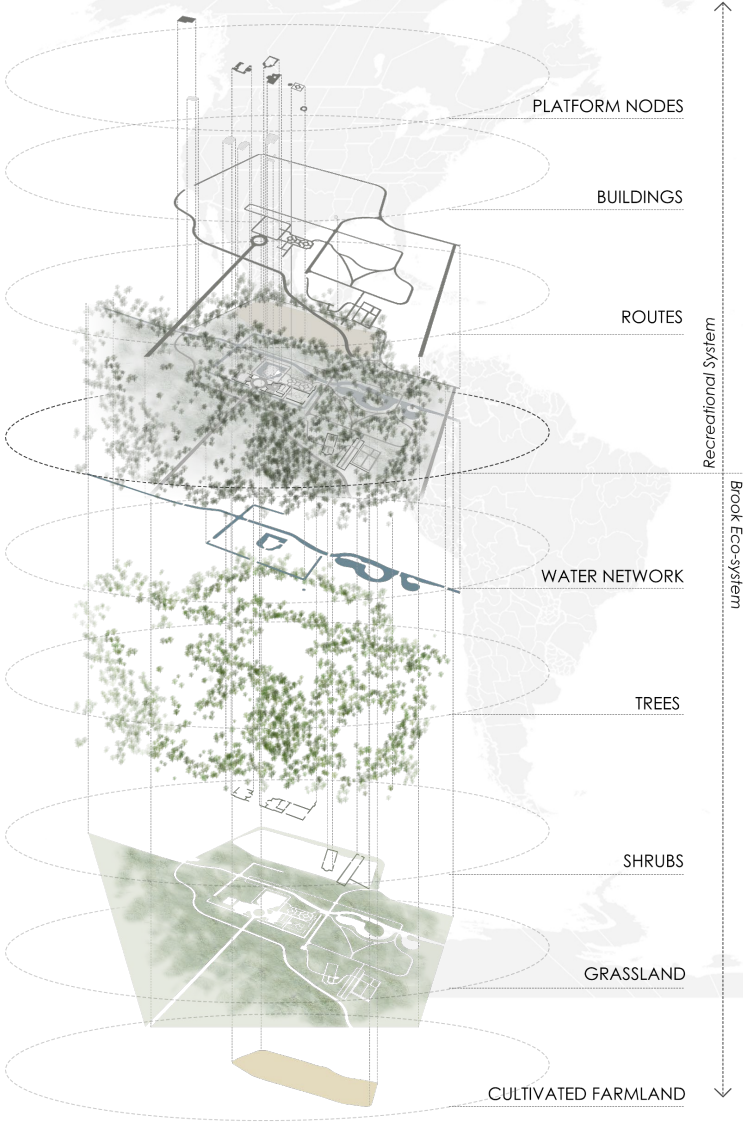 PLATFORM NODES
BUILDINGS
ROUTES
Recreational System
Brook Eco-system
WATER NETWORK
TREES
SHRUBS
GRASSLAND
CULTIVATED FARMLAND